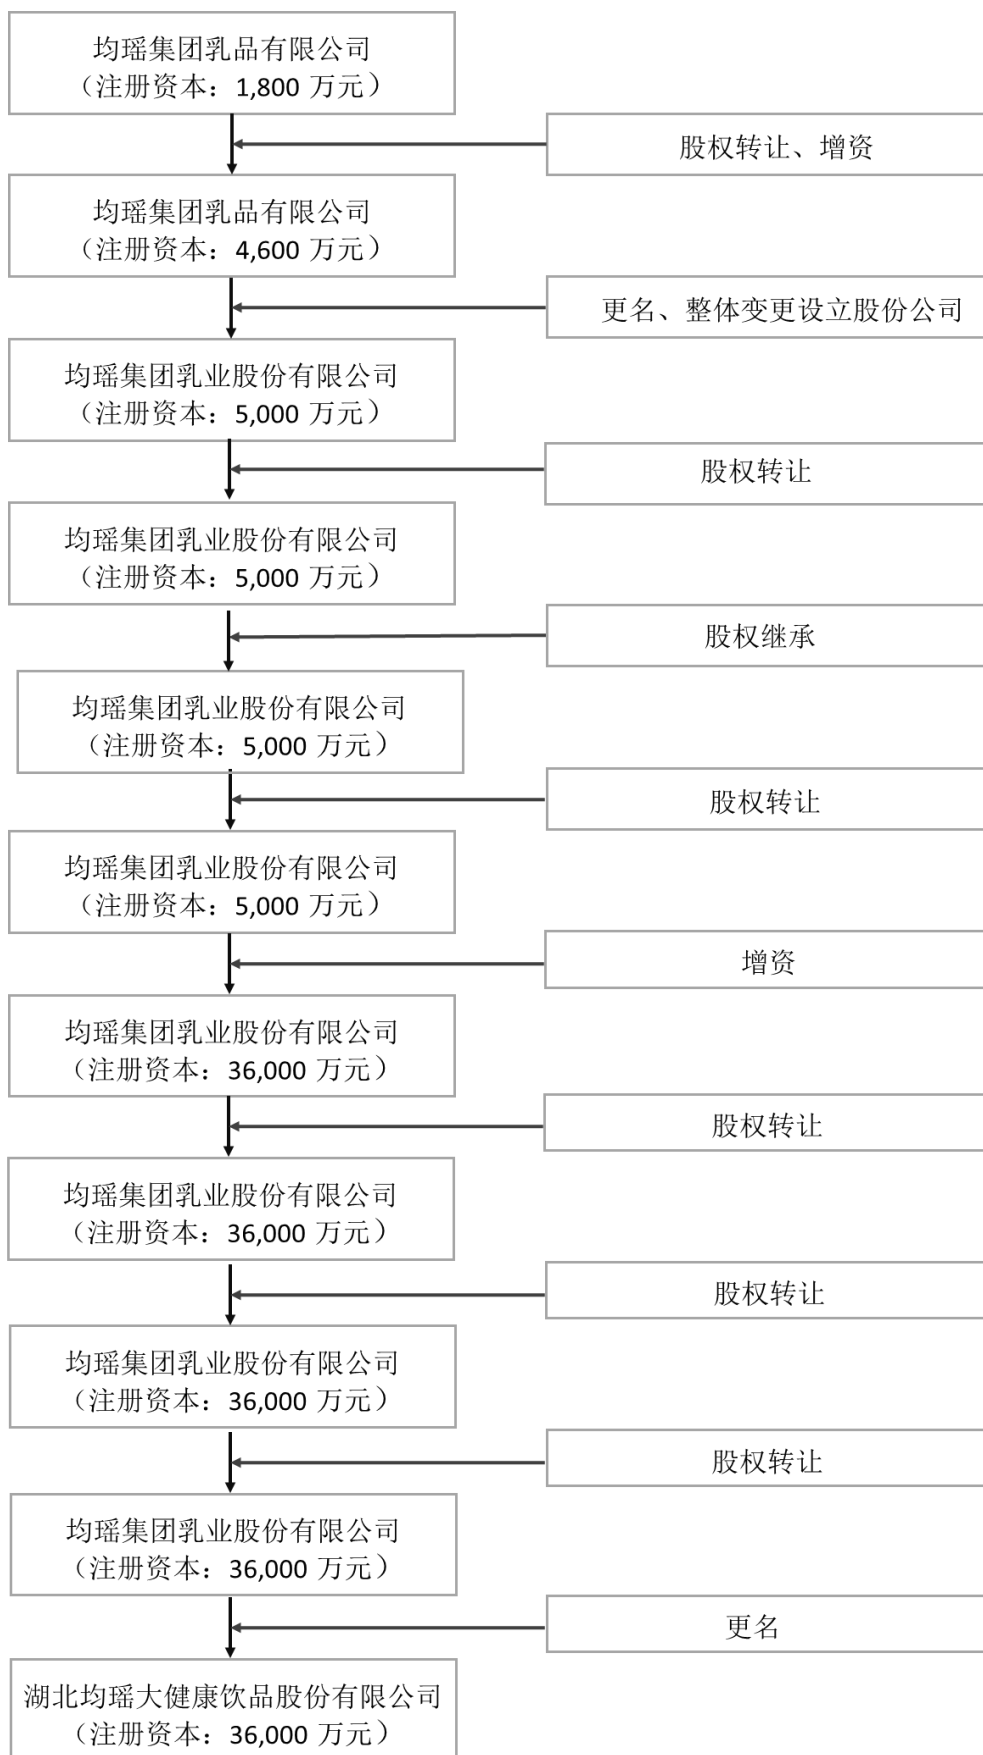 均瑶集团乳品有限公司
（注册资本：1,800 万元）
股权转让、增资
均瑶集团乳品有限公司
（注册资本：4,600 万元）
更名、整体变更设立股份公司
均瑶集团乳业股份有限公司
（注册资本：5,000 万元）
股权转让
均瑶集团乳业股份有限公司
（注册资本：5,000 万元）
股权继承
均瑶集团乳业股份有限公司
（注册资本：5,000 万元）
股权转让
均瑶集团乳业股份有限公司
（注册资本：5,000 万元）
增资
均瑶集团乳业股份有限公司
（注册资本：36,000 万元）
股权转让
均瑶集团乳业股份有限公司
（注册资本：36,000 万元）
股权转让
均瑶集团乳业股份有限公司
（注册资本：36,000 万元）
股权转让
均瑶集团乳业股份有限公司
（注册资本：36,000 万元）
更名
湖北均瑶大健康饮品股份有限公司
（注册资本：36,000 万元）